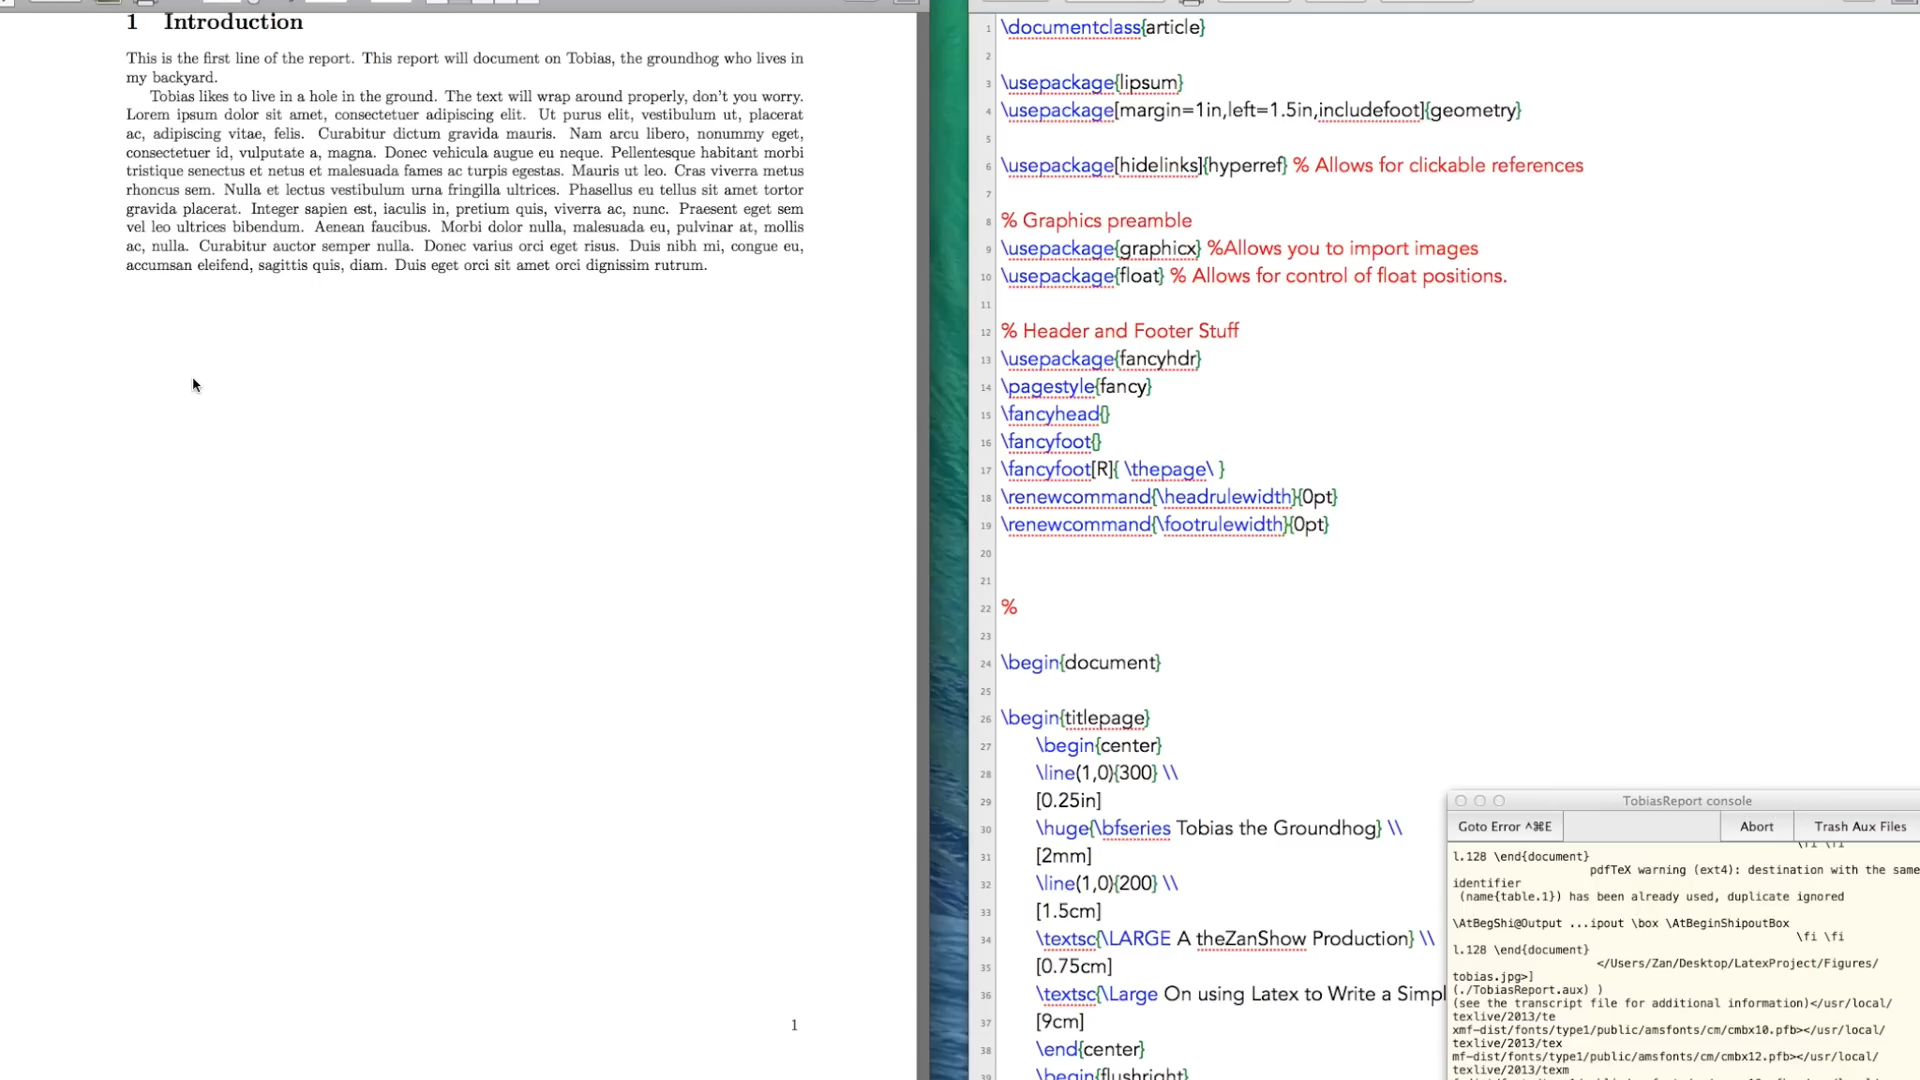 1 Introduction
This is the first line of the report. This report will document on Tobias, the groundhog who lives in
my backyard.
Tobias likes to live in a hole in the ground. The text will wrap around properly, don't you worry.
Lorem ipsum dolor sit amet, consectetuer adipiscing elit. Ut purus elit, vestibulum ut, placerat
ac, adipiscing vitae, felis. Curabitur dictum gravida mauris. Nam arcu libero, nonummy eget,
consectetuer id, vulputate a, magna. Donec vehicula augue eu neque. Pellentesque habitant morbi
tristique senectus et netus et malesuada fames ac turpis egestas. Mauris ut leo. Cras viverra metus
rhoncus sem. Nulla et lectus vestibulum urna fringilla ultrices. Phasellus eu tellus sit amet tortor
gravida placerat. Integer sapien est, iaculis in, pretium quis, viverra ac, nunc. Praesent eget sem
vel leo ultrices bibendum. Aenean faucibus. Morbi dolor nulla, malesuada eu, pulvinar at, mollis
ac, nulla. Curabitur auctor semper nulla. Donec varius orci eget risus. Duis nibh mi, congue eu,
accumsan eleifend, sagittis quis, diam. Duis eget orci sit amet orci dignissim rutrum.
1
1 \documentclass{article}
2
3 \usepackage{lipsum}
4 \usepackage[margin=1in,left=1.5in,includefoot]{geometry}
5
6 \usepackage[hidelinks]{hyperref} % Allows for clickable references
7
8 % Graphics preamble
9 \usepackage{graphicx} %Allows you to import images
10 \usepackage{float} % Allows for control of float positions.
11
12 % Header and Footer Stuff
13 \usepackage{fancyhdr}
14 \pagestyle{fancy}
15 \fancyhead{}
16 \fancyfoot{}
17 \fancyfoot[R]{ \thepage\ }
18 \renewcommand{\headrulewidth}{0pt}
19 \renewcommand{\footrulewidth}{0pt}
20
21
22 %
23
24 \begin{document}
25
26 \begin{titlepage}
27 \begin{center}
28 \line(1,0){300} \\
29 [0.25in]
30 \huge{\bfseries Tobias the Groundhog} \\
31 [2mm]
32 \line(1,0){200} \\
33 [1.5cm]
34 \textsc{\LARGE A theZanShow Production} \\
35 [0.75cm]
36 \textsc{\Large On using Latex to Write a Simpl
37 [9cm]
38 \end{center}
39 \begin{flushright}
TobiasReport console
Goto Error ^⌘E Abort Trash Aux Files
\fi \fi
l.128 \end{document}
pdfTeX warning (ext4): destination with the same
identifier
(name{table.1}) has been already used, duplicate ignored
\AtBegShi@Output ...ipout \box \AtBeginShipoutBox
\fi \fi
l.128 \end{document}
</Users/Zan/Desktop/LatexProject/Figures/
tobias.jpg>]
(./TobiasReport.aux) )
(see the transcript file for additional information)</usr/local/
texlive/2013/te
xmf-dist/fonts/type1/public/amsfonts/cm/cmbx10.pfb></usr/local/
texlive/2013/tex
mf-dist/fonts/type1/public/amsfonts/cm/cmbx12.pfb></usr/local/
texlive/2013/texm